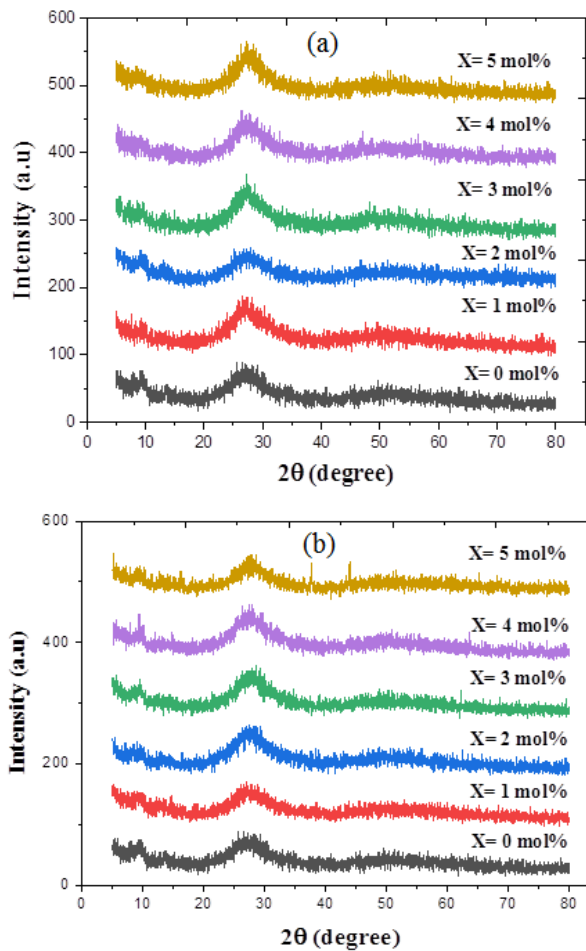 (a)
600
500
400
300
200
100
0
Intensity (a.u)
X= 5 mol%
X= 4 mol%
X= 3 mol%
X= 2 mol%
X= 1 mol%
X= 0 mol%
0 10 20 30 40 50 60 70 80
2θ (degree)
(b)
600
400
200
0
Intensity (a.u)
X= 5 mol%
X= 4 mol%
X= 3 mol%
X= 2 mol%
X= 1 mol%
X= 0 mol%
0 10 20 30 40 50 60 70 80
2θ (degree)